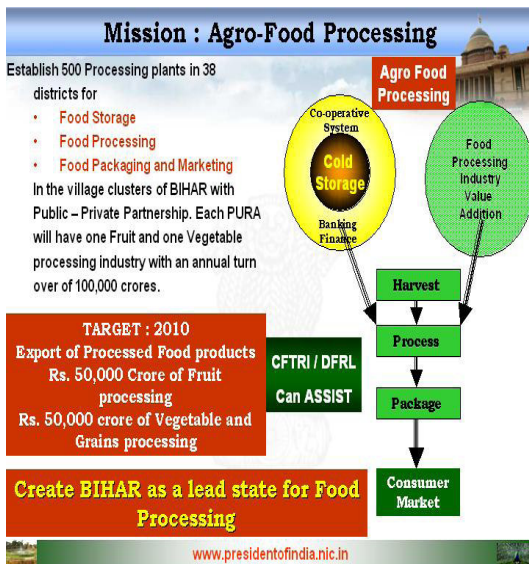 Mission : Agro-Food Processing
Establish 500 Processing plants in 38
districts for
• Food Storage
• Food Processing
• Food Packaging and Marketing
In the village clusters of BIHAR with
Public – Private Partnership. Each PURA
will have one Fruit and one Vegetable
processing industry with an annual turn
over of 100,000 crores.
TARGET : 2010
Export of Processed Food products
Rs. 50,000 Crore of Fruit
processing
Rs. 50,000 crore of Vegetable and
Grains processing
CFTRI / DFRL
Can ASSIST
Create BIHAR as a lead state for Food
Processing
Agro Food
Processing
Co-operative
System
Cold
Storage
Banking
Finance
Food
Processing
Industry
Value
Addition
Harvest
Process
Package
Consumer
Market
www.presidentofindia.nic.in